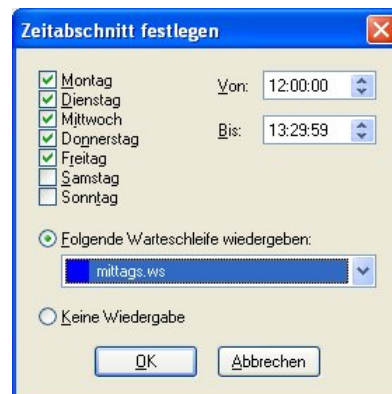 Zeitabschnitt festlegen
Montag
Dienstag
Mittwoch
Donnerstag
Freitag
Samstag
Sonntag
Von: 12:00:00
Bis: 13:29:59
Folgende Warteschleife wiedergeben:
mittags.ws
Keine Wiedergabe
OK Abbrechen